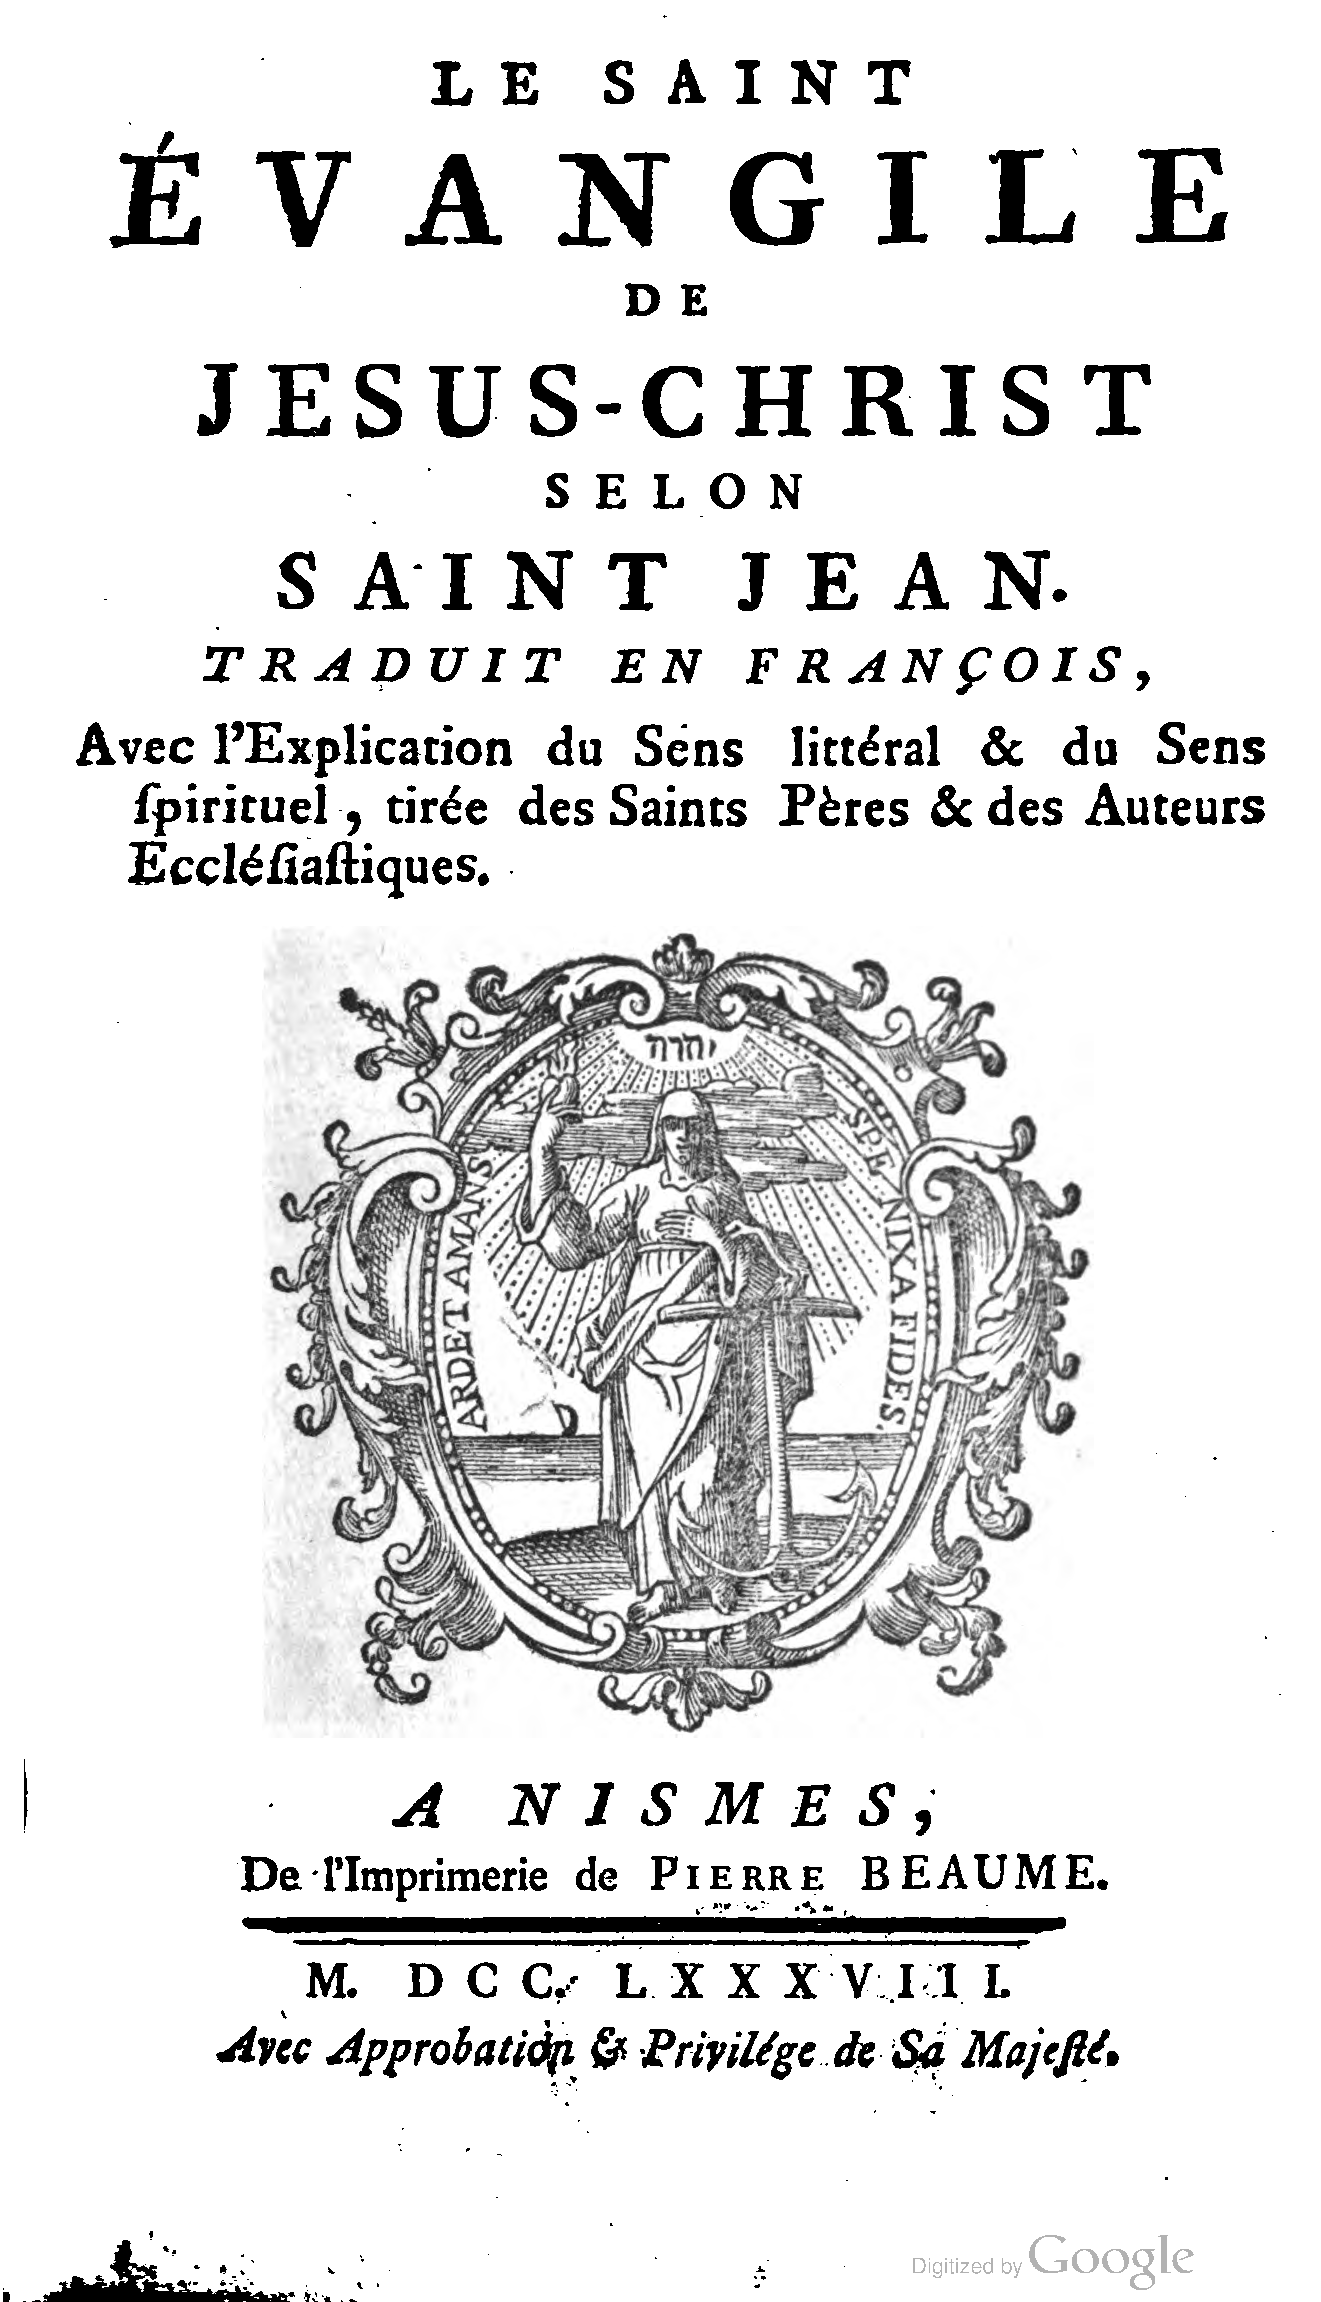 LE SAINT
ÉVANGILE
DE
JESUS-CHRIST
SELON
SAINT JEAN.
TRADUIT EN FRANÇOIS,
Avec l'Explication du Sens littéral & du Sens
ſpirituel, tirée des Saints Pères & des Auteurs
Eccléſiaſtiques.
יהוה
ARDET AMANS
SPE NIXA FIDES.
A NISMES,
De l'Imprimerie de PIERRE BEAUME.
M. DCC. LXXXVIII.
Avec Approbation & Privilége de Sa Majeſté.
Digitized by Google